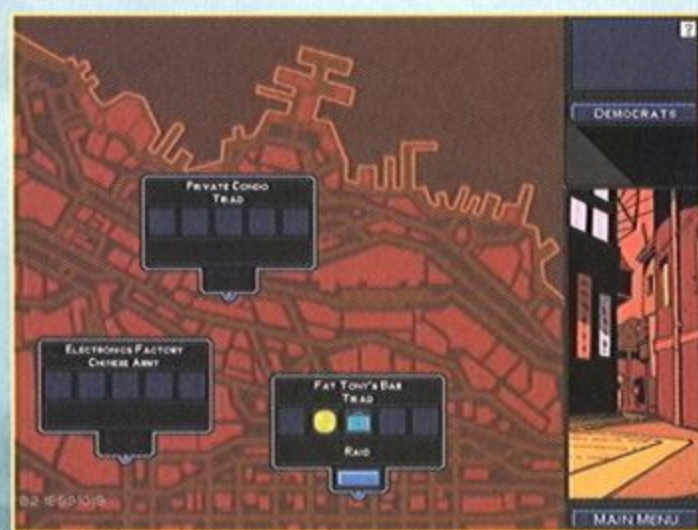 ?
DEMOCRATS
PRIVATE CONDO
TRIAD
ELECTRONICS FACTORY
CHINESE ARMY
FAT TONY'S BAR
TRIAD
RAID
MAIN MENU